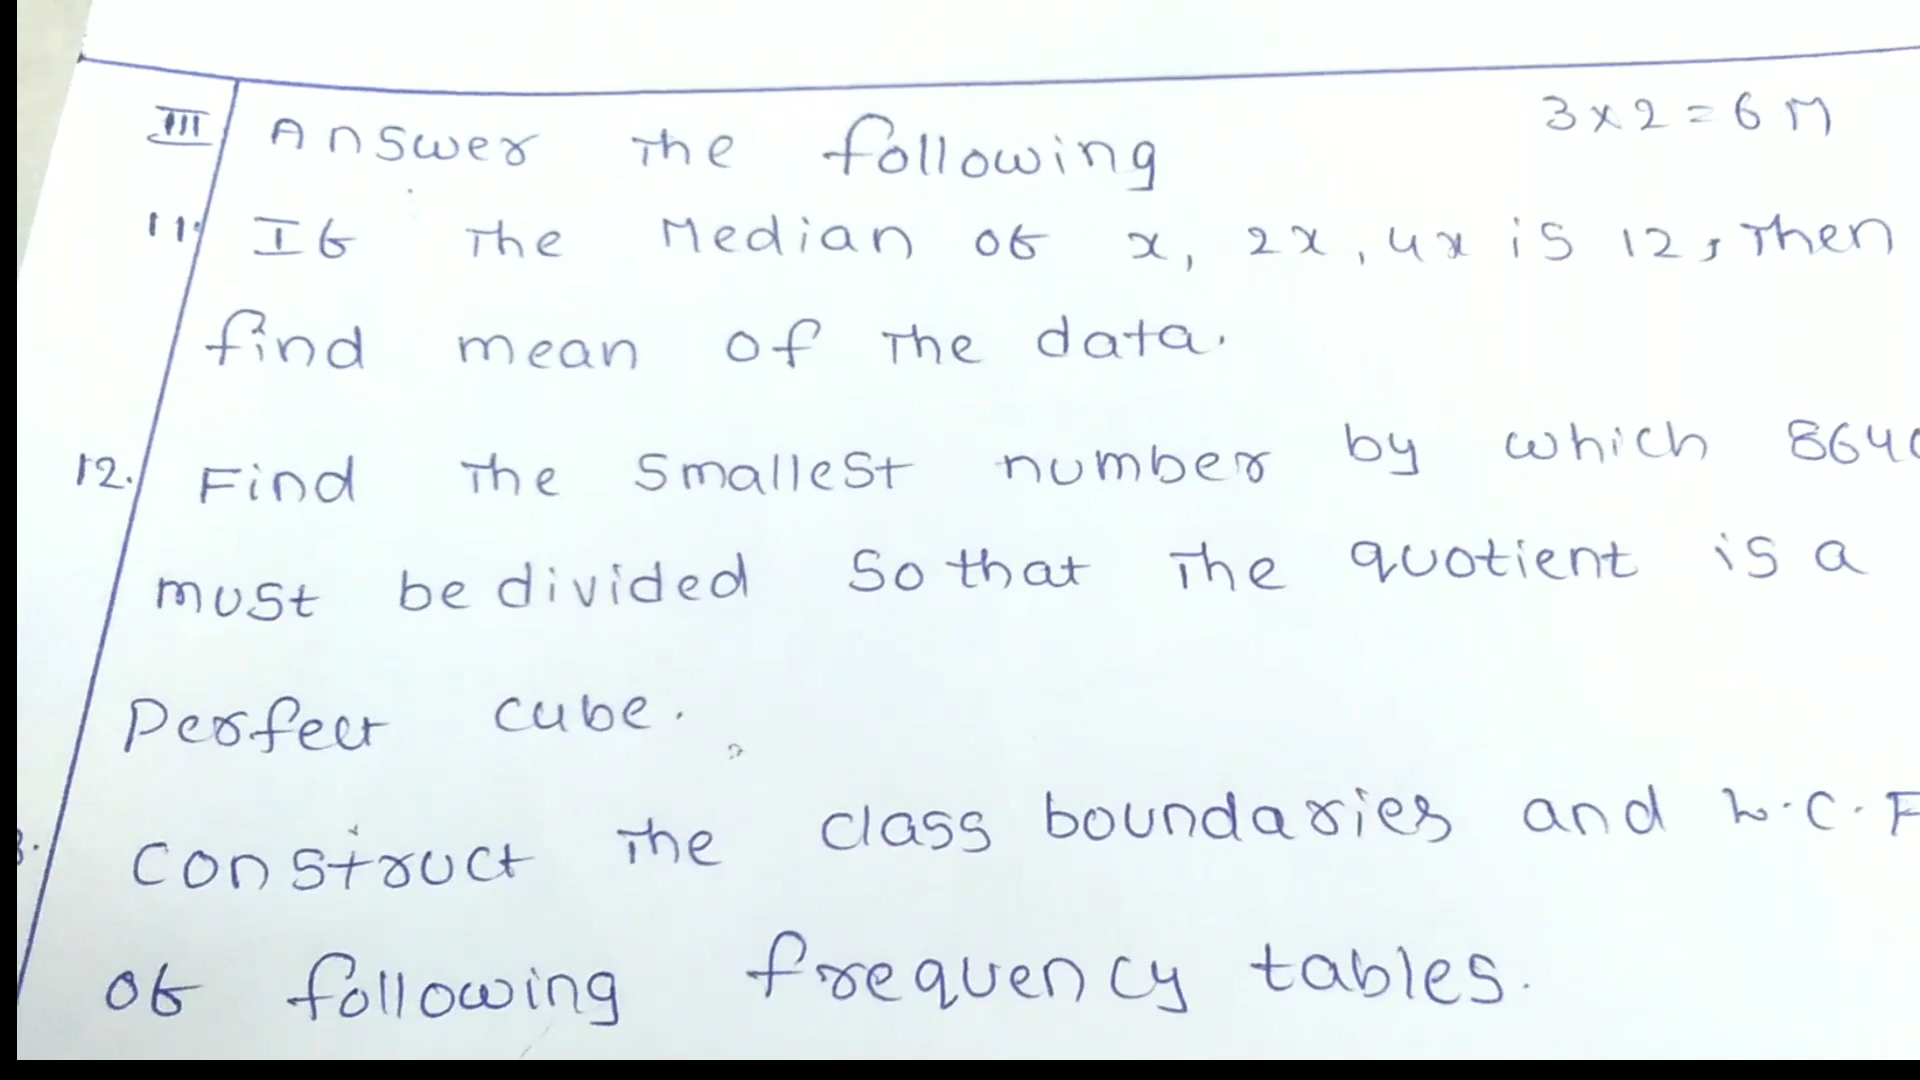 III Answer The following 3 x 2 = 6 M
11. If The Median of x, 2x, 4x is 12, Then
find mean of The data.
12. Find The Smallest number by which 864
must be divided So that The quotient is a
Perfect cube.
Construct The class boundaries and L.C.F
of following frequency tables.